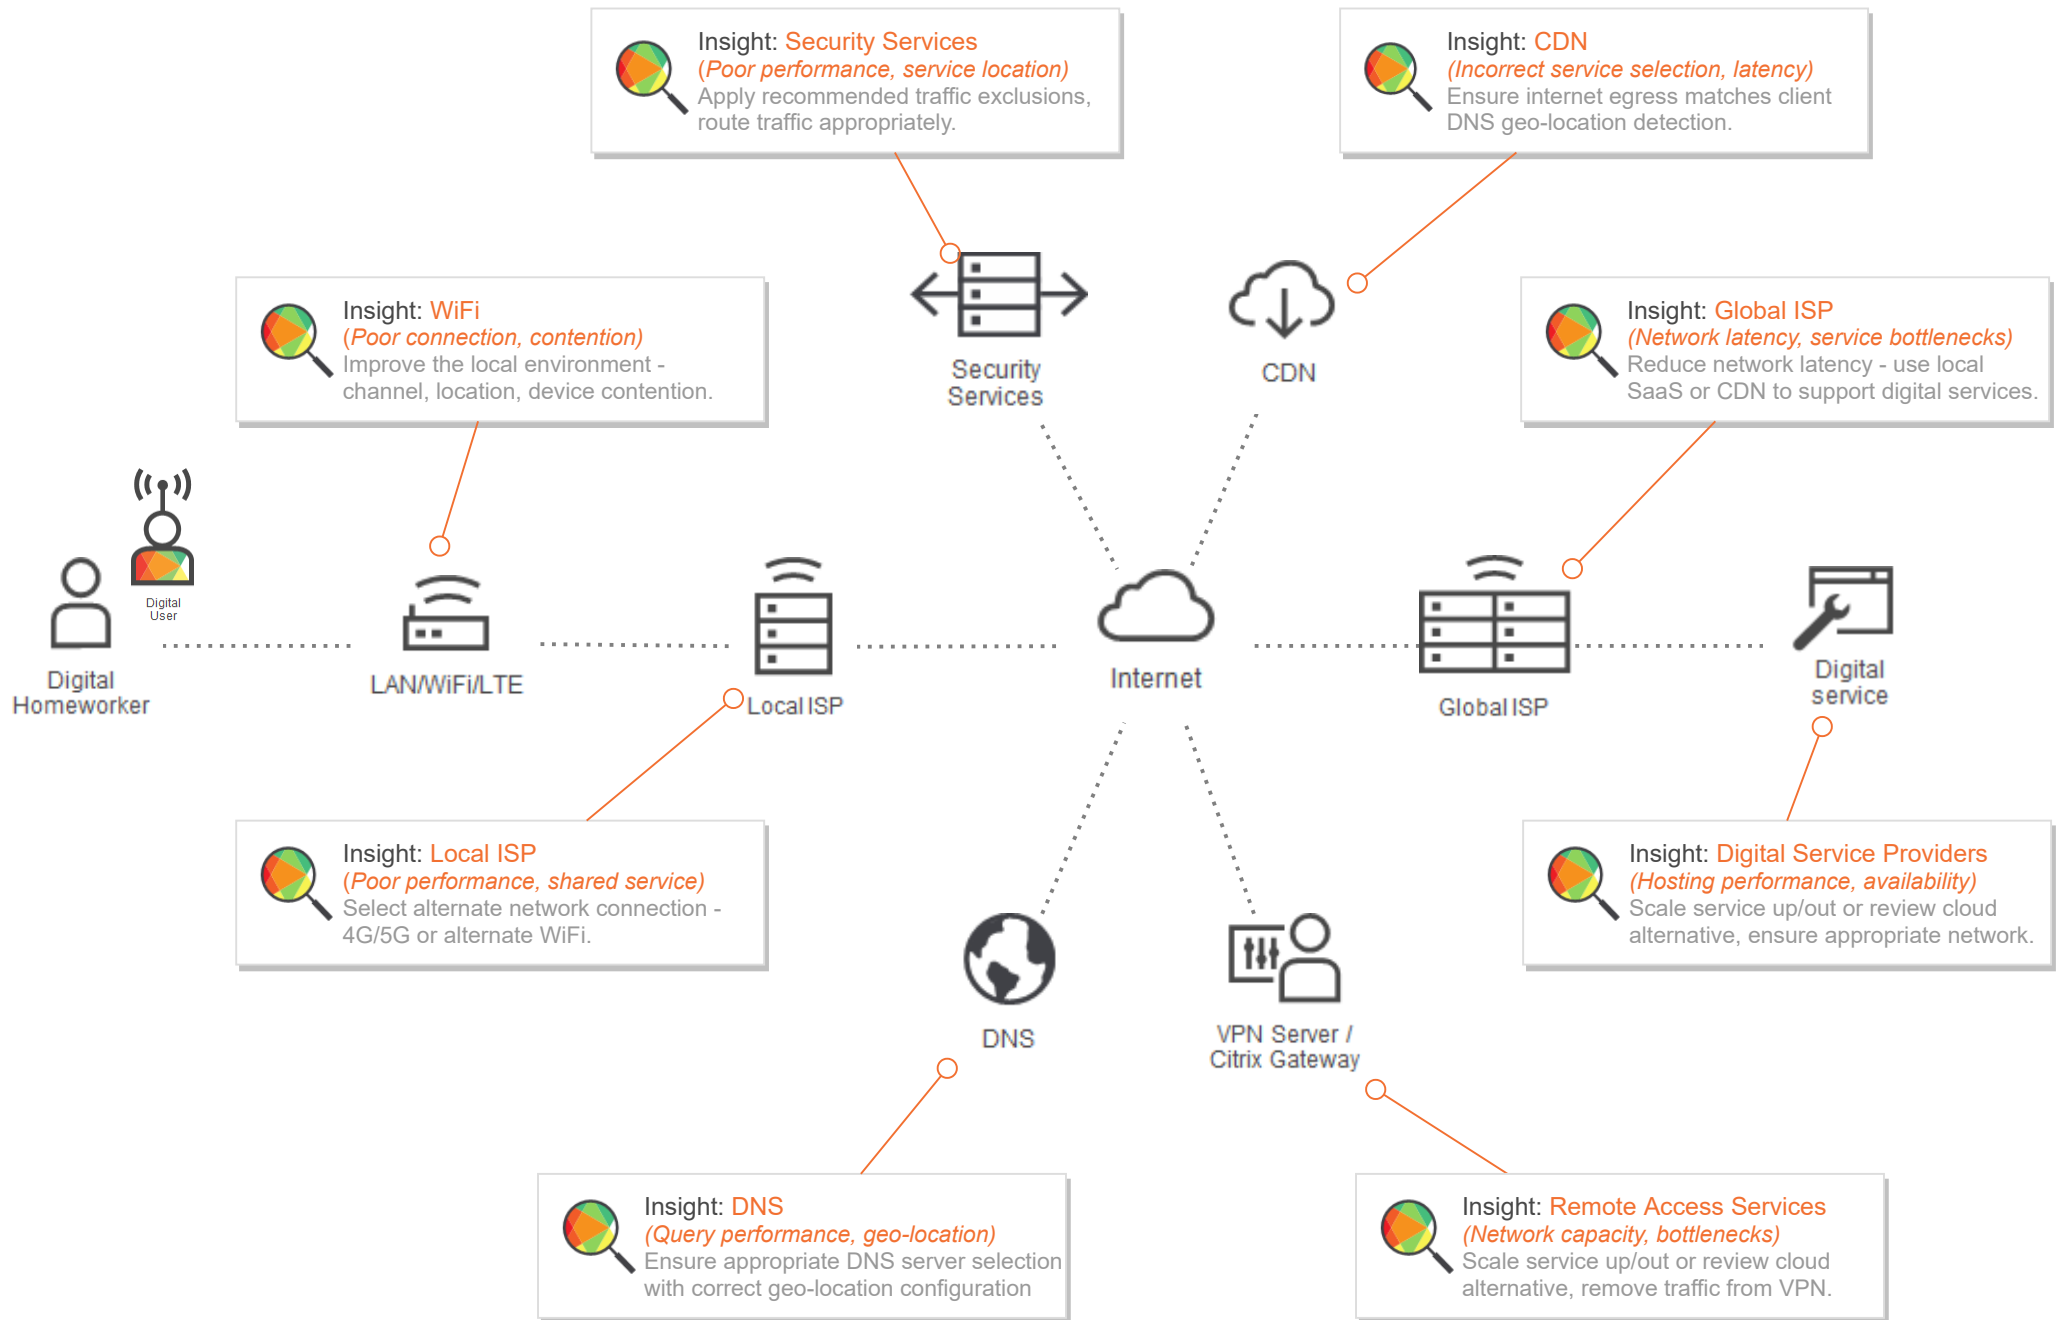 Insight: Security Services
(Poor performance, service location)
Apply recommended traffic exclusions,
route traffic appropriately.
Insight: CDN
(Incorrect service selection, latency)
Ensure internet egress matches client
DNS geo-location detection.
Insight: WiFi
(Poor connection, contention)
Improve the local environment -
channel, location, device contention.
Insight: Global ISP
(Network latency, service bottlenecks)
Reduce network latency - use local
SaaS or CDN to support digital services.
Security
Services
CDN
Digital
User
Digital
Homeworker
LAN/WiFi/LTE
Local ISP
Internet
Global ISP
Digital
service
Insight: Local ISP
(Poor performance, shared service)
Select alternate network connection -
4G/5G or alternate WiFi.
Insight: Digital Service Providers
(Hosting performance, availability)
Scale service up/out or review cloud
alternative, ensure appropriate network.
DNS
VPN Server /
Citrix Gateway
Insight: DNS
(Query performance, geo-location)
Ensure appropriate DNS server selection
with correct geo-location configuration
Insight: Remote Access Services
(Network capacity, bottlenecks)
Scale service up/out or review cloud
alternative, remove traffic from VPN.